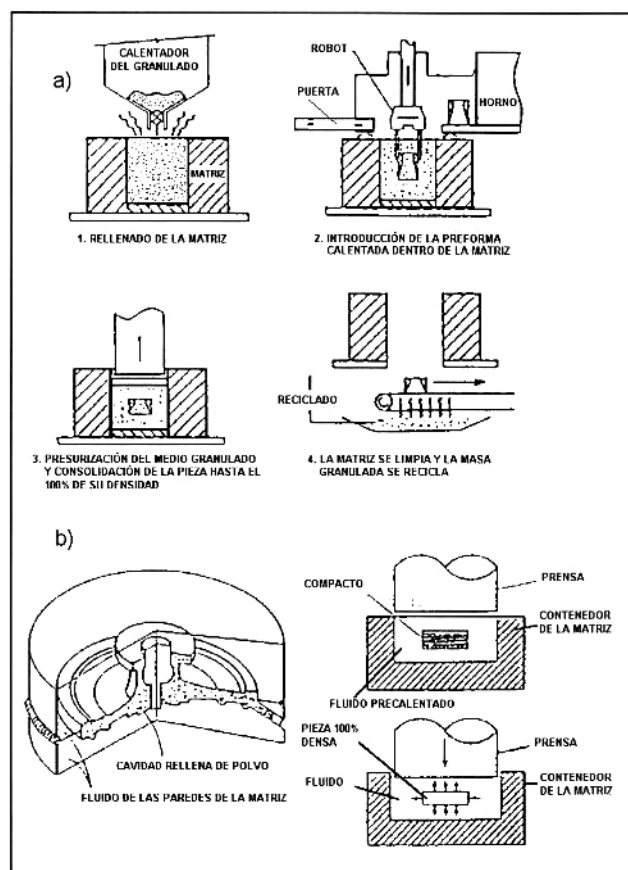 a)
CALENTADOR
DEL GRANULADO
MATRIZ
1. RELLENADO DE LA MATRIZ
ROBOT
PUERTA
HORNO
2. INTRODUCCIÓN DE LA PREFORMA
CALENTADA DENTRO DE LA MATRIZ
3. PRESURIZACIÓN DEL MEDIO GRANULADO
Y CONSOLIDACIÓN DE LA PIEZA HASTA EL
100% DE SU DENSIDAD
RECICLADO
4. LA MATRIZ SE LIMPIA Y LA MASA
GRANULADA SE RECICLA
b)
CAVIDAD RELLENA DE POLVO
FLUIDO DE LAS PAREDES DE LA MATRIZ
COMPACTO
PRENSA
CONTENEDOR
DE LA MATRIZ
FLUIDO PRECALENTADO
PIEZA 100%
DENSA
PRENSA
FLUIDO
CONTENEDOR
DE LA MATRIZ